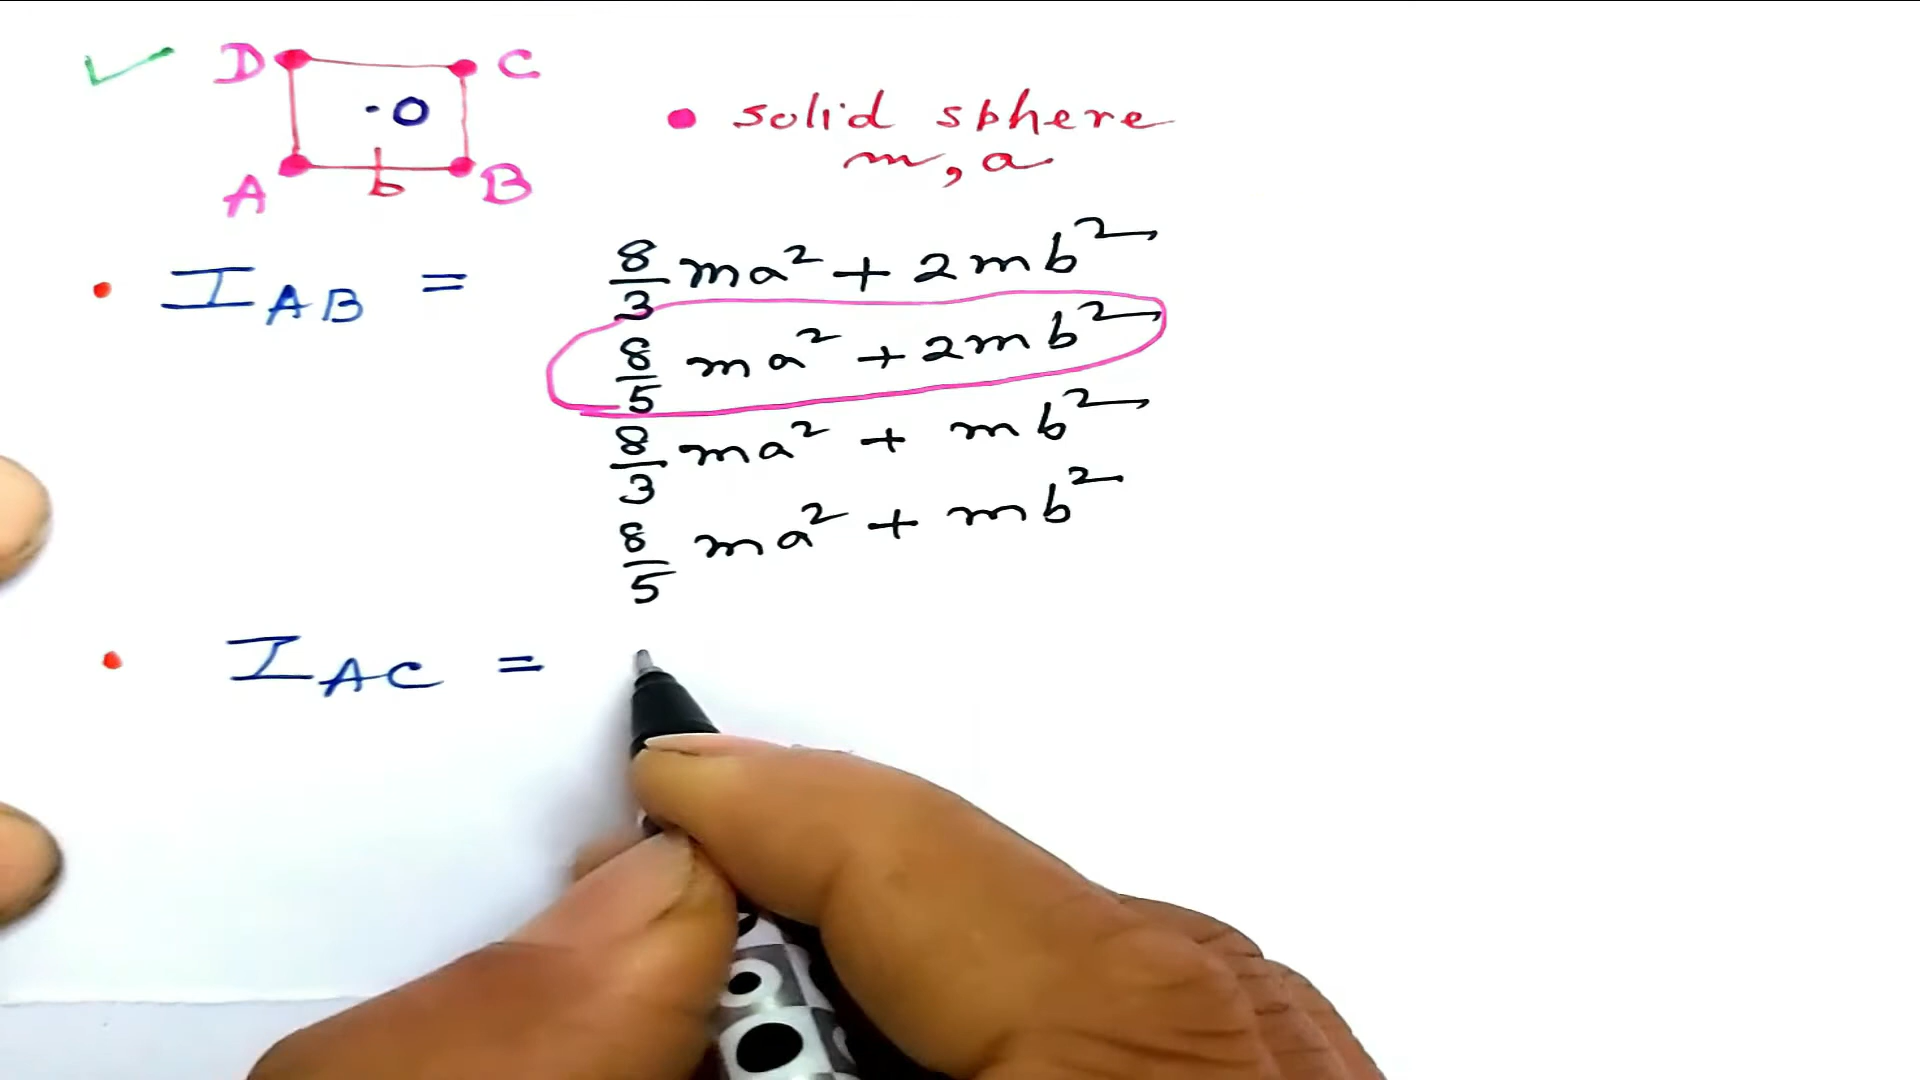 D C
• O
A b B
• solid sphere
m, a
• I_AB = 8/3 ma² + 2mb²
8/5 ma² + 2mb²
8/3 ma² + mb²
8/5 ma² + mb²
• I_AC =